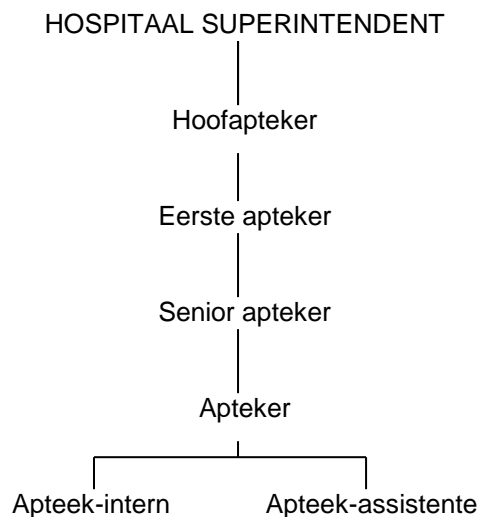 HOSPITAAL SUPERINTENDENT
Hoofapteker
Eerste apteker
Senior apteker
Apteker
Apteek-intern Apteek-assistente